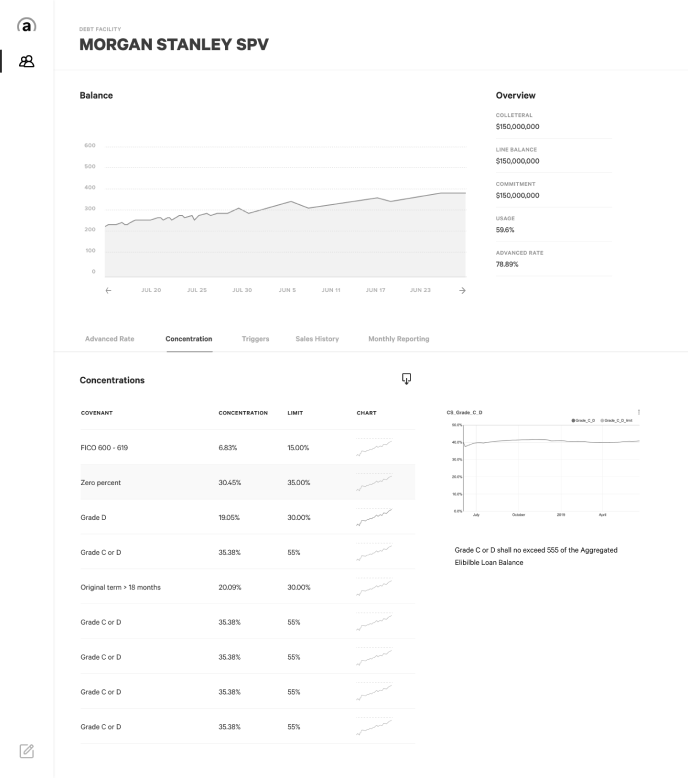 a
DEBT FACILITY
MORGAN STANLEY SPV
Balance
600
500
400
300
200
100
0
JUL 20 JUL 25 JUL 30 JUN 5 JUN 11 JUN 17 JUN 23
Overview
COLLETERAL
$150,000,000
LINE BALANCE
$150,000,000
COMMITMENT
$150,000,000
USAGE
59.6%
ADVANCED RATE
78.89%
Advanced Rate Concentration Triggers Sales History Monthly Reporting
Concentrations
COVENANT CONCENTRATION LIMIT CHART
FICO 600 - 619 6.83% 15.00%
Zero percent 30.45% 35.00%
Grade D 19.05% 30.00%
Grade C or D 35.38% 55%
Original term > 18 months 20.09% 30.00%
Grade C or D 35.38% 55%
Grade C or D 35.38% 55%
Grade C or D 35.38% 55%
Grade C or D 35.38% 55%
CS_Grade_C_D
Grade_C_D Grade_C_D_limit
40.0%
20.0%
10.0%
0.0%
July October 2019 April
Grade C or D shall no exceed 555 of the Aggregated
Elibilble Loan Balance